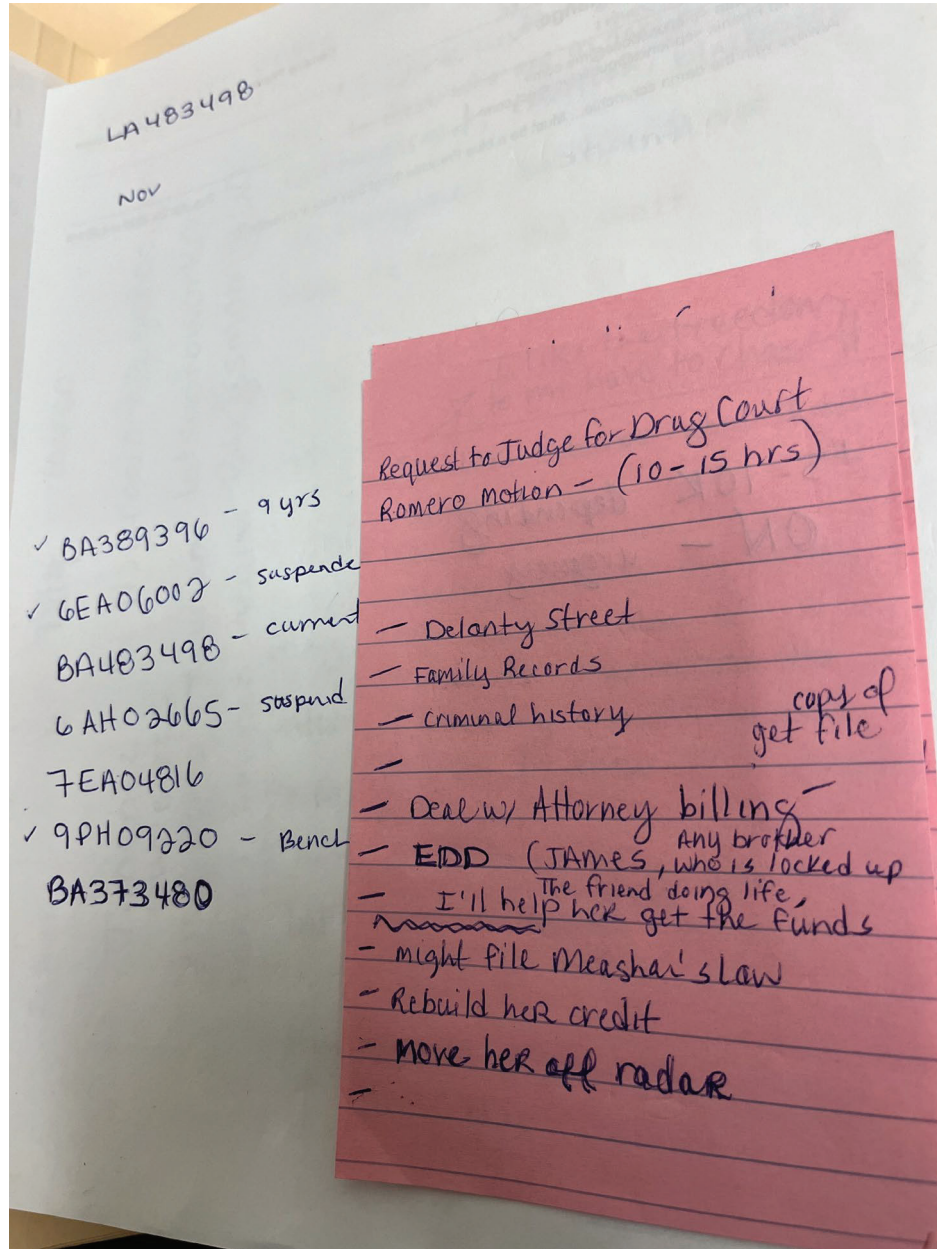 LA483498
Nov
✓ BA389396 - 9 yrs
✓ 6EA06002 - suspende
BA483498 - current
6AH02665 - suspend
7EA04816
✓ 9PH09220 - Bench
BA373480
Request to Judge for Drug Court
Romero Motion - (10-15 hrs)
- Delanty Street
- Family Records
- criminal history
copy of
get file
-
- Deal w/ Attorney billing -
- EDD (JAmes, Any brother who is locked up
The friend doing life,
- I'll help her get the funds
- might file Meashai's Law
- Rebuild her credit
- move her off radar
-